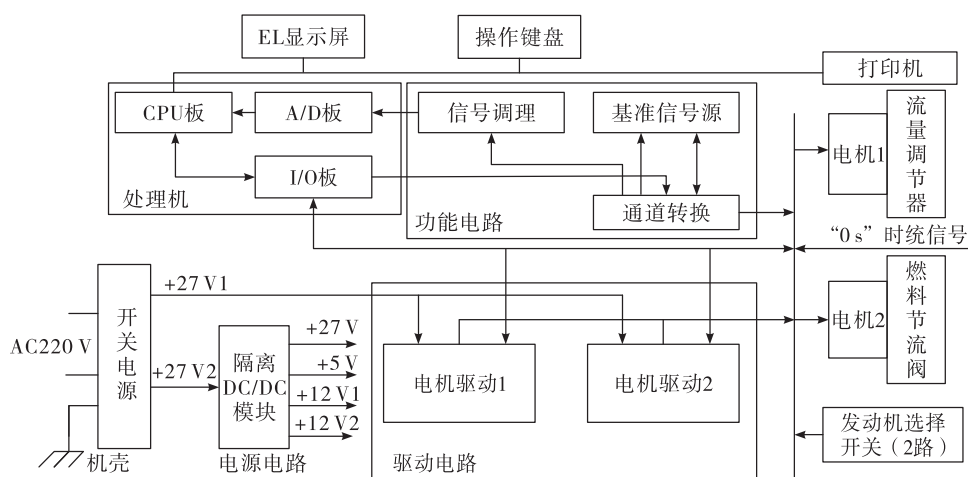 EL显示屏
操作键盘
打印机
CPU板
A/D板
信号调理
基准信号源
电机1
流量调节器
I/O板
处理机
通道转换
功能电路
“0 s”时统信号
+27 V1
开关电源
AC220 V
+27 V2
隔离
DC/DC
模块
+27 V
+5 V
+12 V1
+12 V2
电机驱动1
电机驱动2
电机2
燃料节流阀
发动机选择
开关（2路）
机壳
电源电路
驱动电路